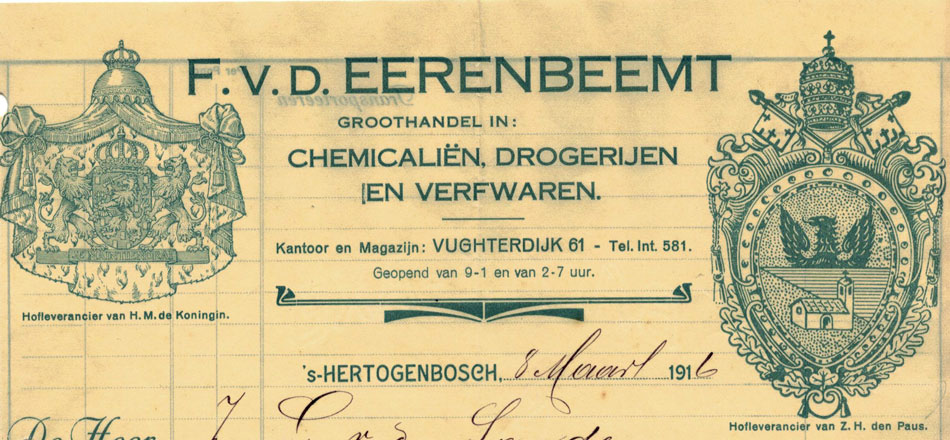 F. V. D. EERENBEEMT
GROOTHANDEL IN:
CHEMICALIËN, DROGERIJEN
EN VERFWAREN.
Kantoor en Magazijn: VUGHTERDIJK 61 - Tel. Int. 581.
Geopend van 9-1 en van 2-7 uur.
Hofleverancier van H. M. de Koningin.
's-HERTOGENBOSCH, 8 Maart 1916
Hofleverancier van Z. H. den Paus.
De Heer